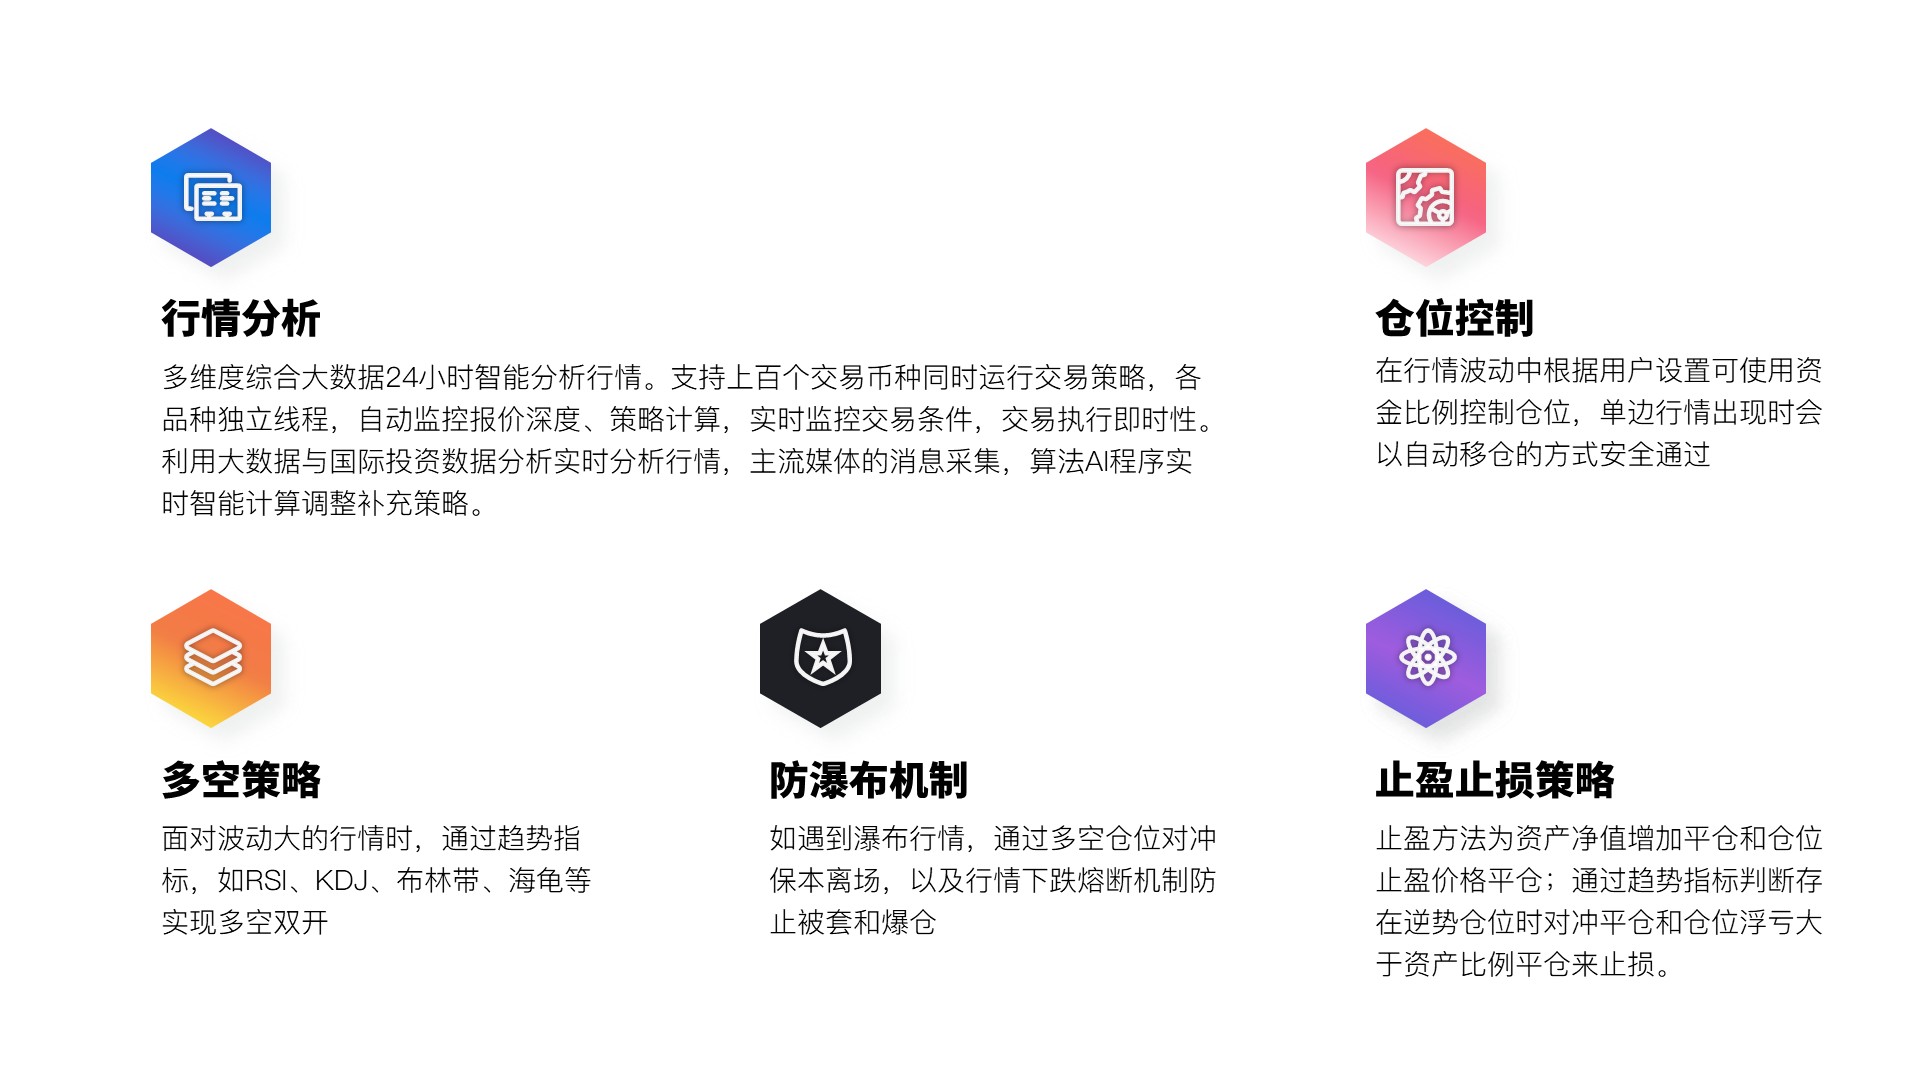 行情分析
多维度综合大数据24小时智能分析行情。支持上百个交易币种同时运行交易策略，各
品种独立线程，自动监控报价深度、策略计算，实时监控交易条件，交易执行即时性。
利用大数据与国际投资数据分析实时分析行情，主流媒体的消息采集，算法AI程序实
时智能计算调整补充策略。
仓位控制
在行情波动中根据用户设置可使用资
金比例控制仓位，单边行情出现时会
以自动移仓的方式安全通过
多空策略
面对波动大的行情时，通过趋势指
标，如RSI、KDJ、布林带、海龟等
实现多空双开
防瀑布机制
如遇到瀑布行情，通过多空仓位对冲
保本离场，以及行情下跌熔断机制防
止被套和爆仓
止盈止损策略
止盈方法为资产净值增加平仓和仓位
止盈价格平仓；通过趋势指标判断存
在逆势仓位时对冲平仓和仓位浮亏大
于资产比例平仓来止损。